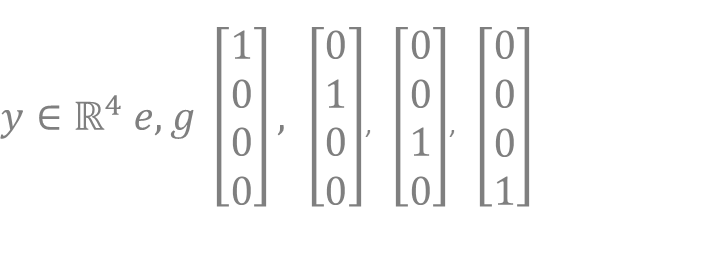 y ∈ ℝ⁴ e, g [1 0 0 0] , [0 1 0 0] , [0 0 1 0] , [0 0 0 1]